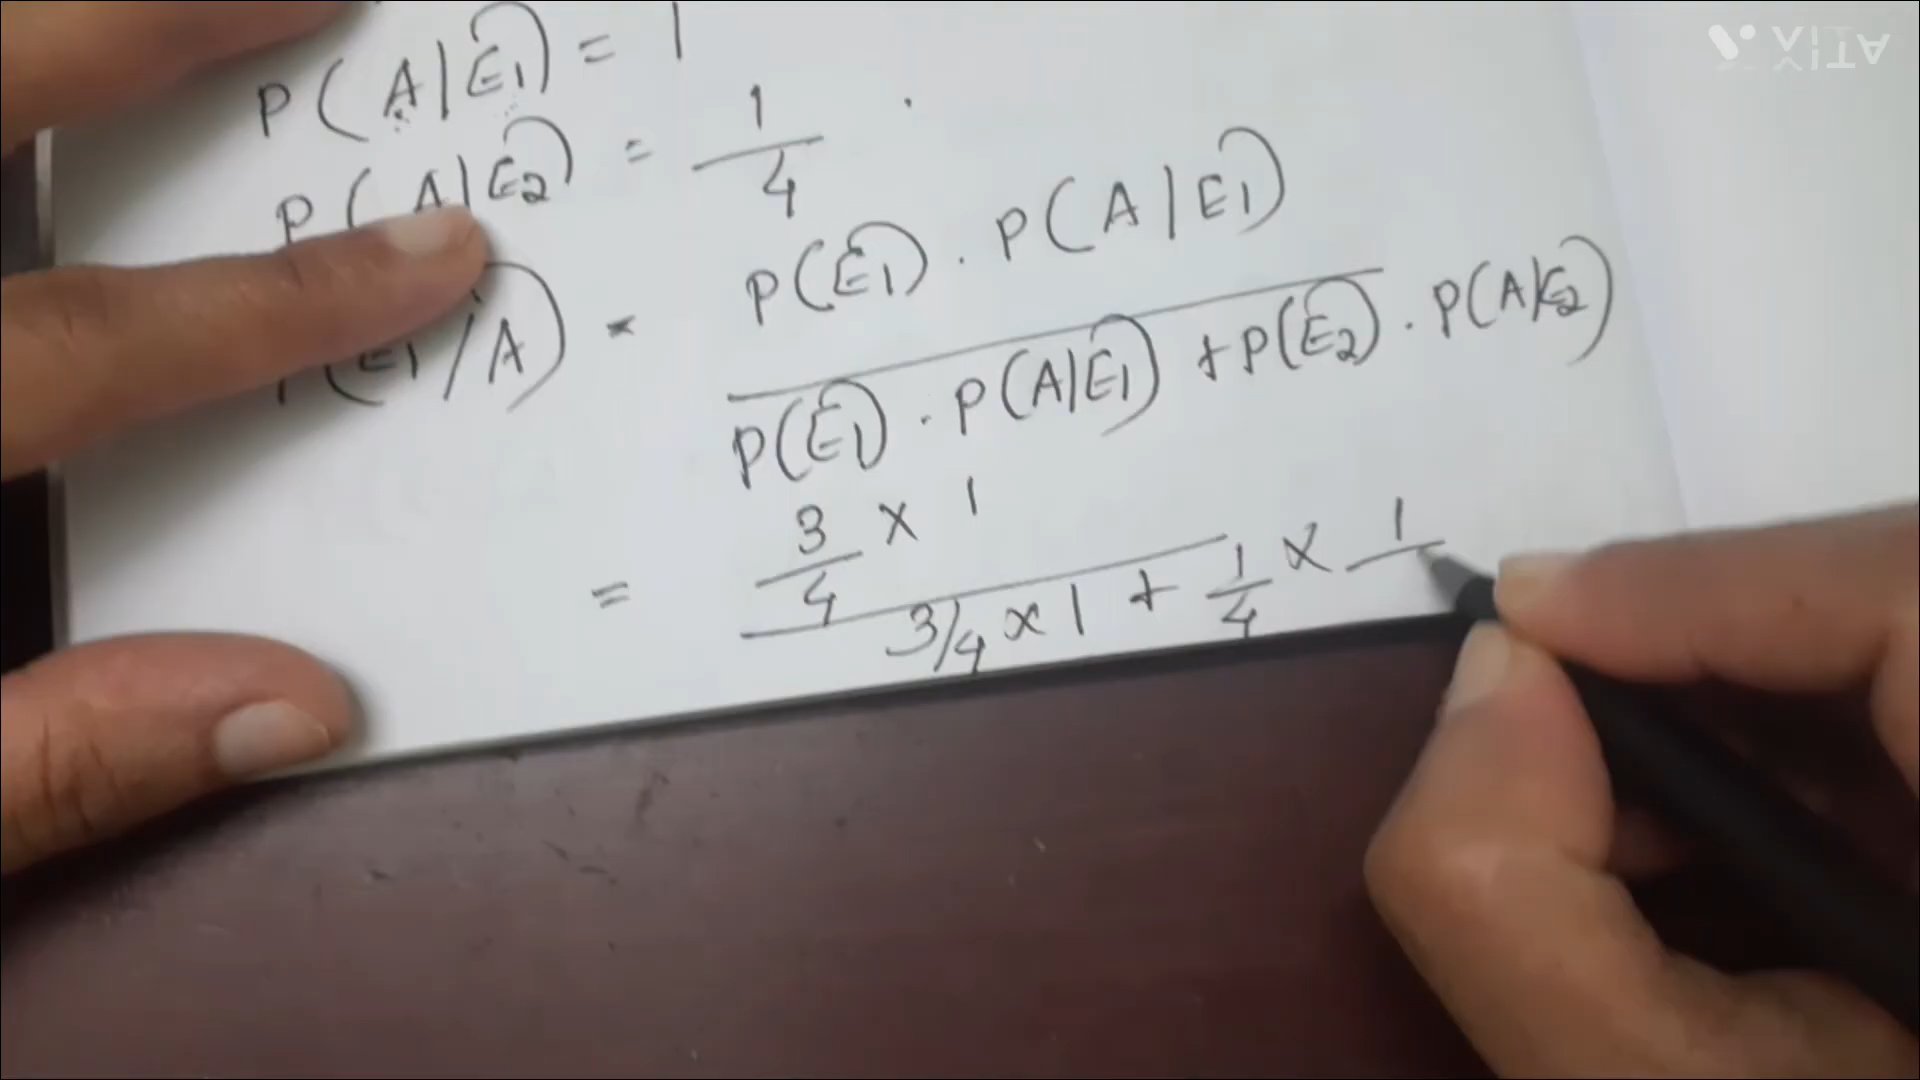 P(A|E1) = 1
P(A|E2) = 1/4
(E1/A) = P(E1) . P(A|E1)
P(E1) . P(A|E1) + P(E2) . P(A|E2)
= 3/4 x 1
3/4 x 1 + 1/4 x 1
VITA